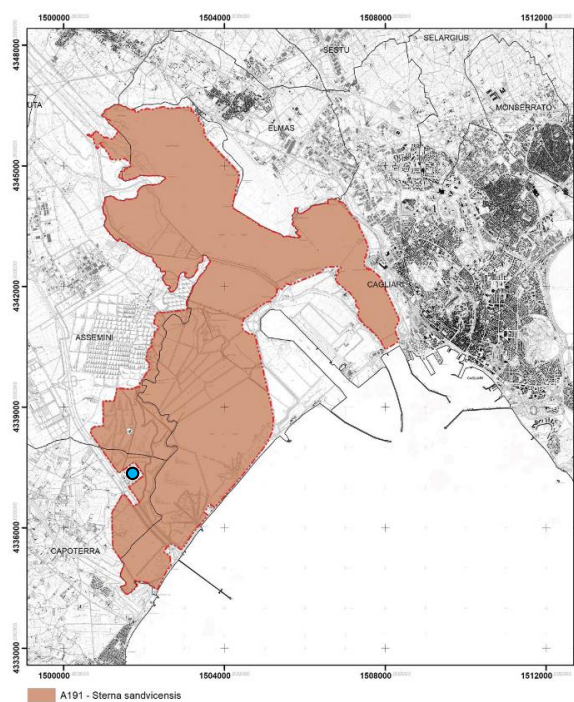 1500000 1504000 1508000 1512000
SELARGIUS
4348000
SESTU
UTA
MONSERRATO
ELMAS
4345000
4342000
CAGLIARI
ASSEMINI
CAGLIARI
4339000
4336000
CAPOTERRA
4333000
1500000 1504000 1508000 1512000
A191 - Sterna sandvicensis